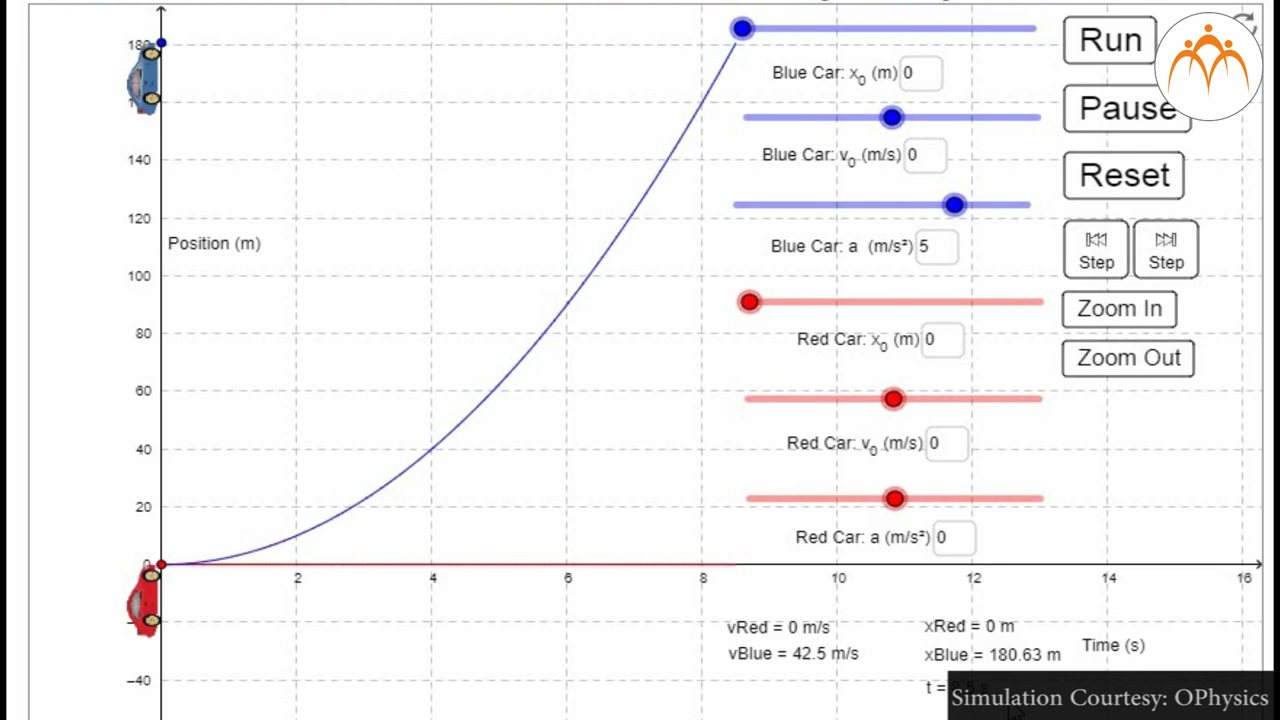 180
Blue Car: x₀ (m) 0
Blue Car: v₀ (m/s) 0
Blue Car: a (m/s²) 5
Red Car: x₀ (m) 0
Red Car: v₀ (m/s) 0
Red Car: a (m/s²) 0
Run
Pause
Reset
Step Step
Zoom In
Zoom Out
140
120
Position (m)
100
80
60
40
20
0
2 4 6 8 10 12 14 16
−40
vRed = 0 m/s
vBlue = 42.5 m/s
xRed = 0 m
xBlue = 180.63 m
Time (s)
t =
Simulation Courtesy: OPhysics